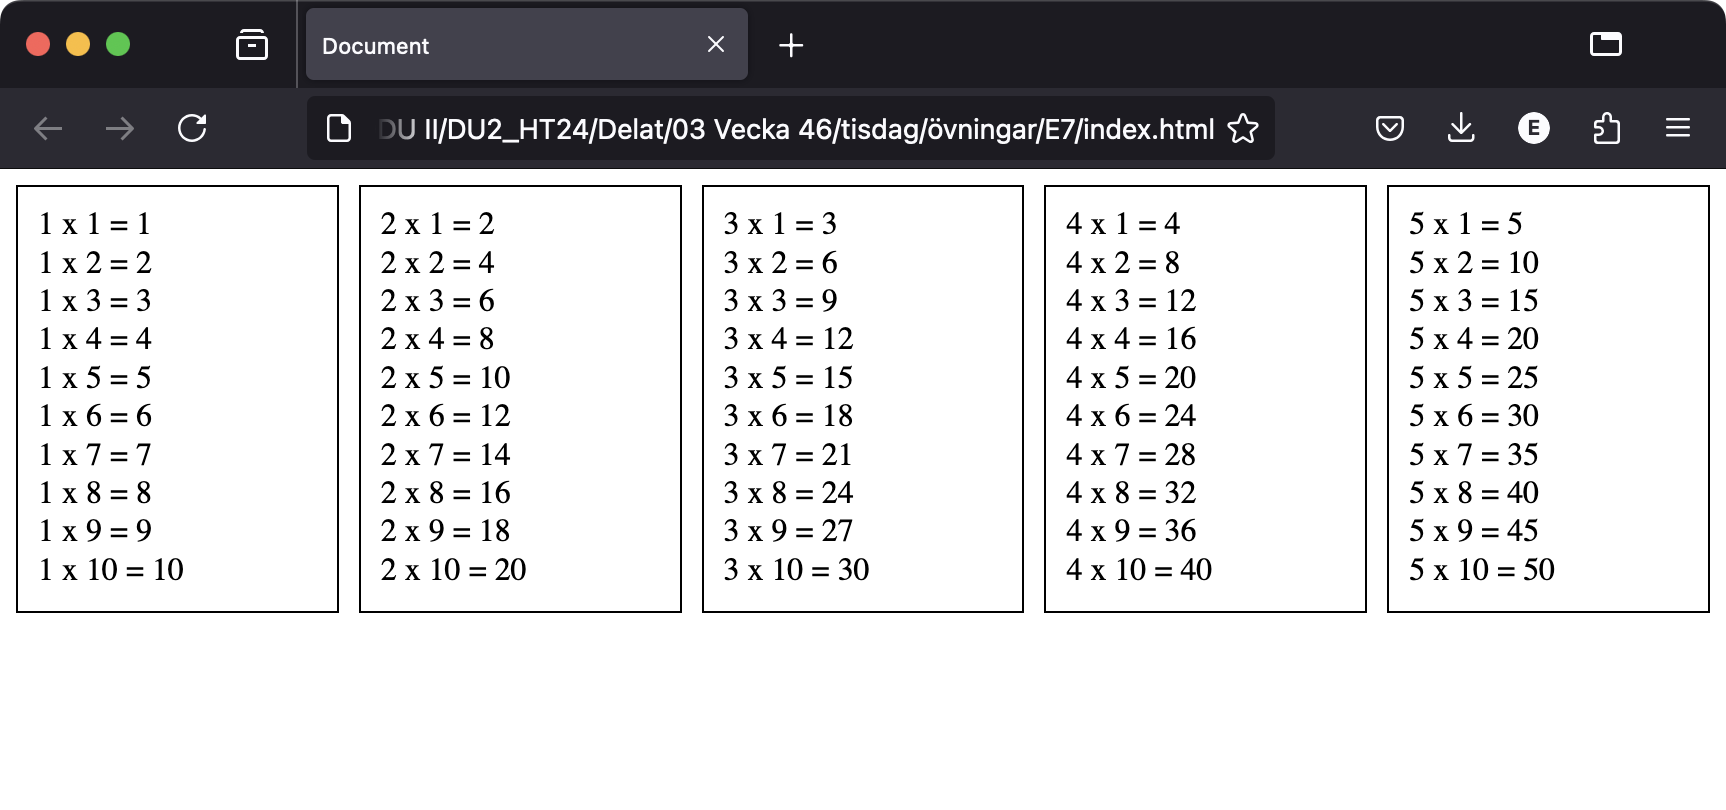 Document
DU II/DU2_HT24/Delat/03 Vecka 46/tisdag/övningar/E7/index.html
E
1 x 1 = 1
1 x 2 = 2
1 x 3 = 3
1 x 4 = 4
1 x 5 = 5
1 x 6 = 6
1 x 7 = 7
1 x 8 = 8
1 x 9 = 9
1 x 10 = 10
2 x 1 = 2
2 x 2 = 4
2 x 3 = 6
2 x 4 = 8
2 x 5 = 10
2 x 6 = 12
2 x 7 = 14
2 x 8 = 16
2 x 9 = 18
2 x 10 = 20
3 x 1 = 3
3 x 2 = 6
3 x 3 = 9
3 x 4 = 12
3 x 5 = 15
3 x 6 = 18
3 x 7 = 21
3 x 8 = 24
3 x 9 = 27
3 x 10 = 30
4 x 1 = 4
4 x 2 = 8
4 x 3 = 12
4 x 4 = 16
4 x 5 = 20
4 x 6 = 24
4 x 7 = 28
4 x 8 = 32
4 x 9 = 36
4 x 10 = 40
5 x 1 = 5
5 x 2 = 10
5 x 3 = 15
5 x 4 = 20
5 x 5 = 25
5 x 6 = 30
5 x 7 = 35
5 x 8 = 40
5 x 9 = 45
5 x 10 = 50